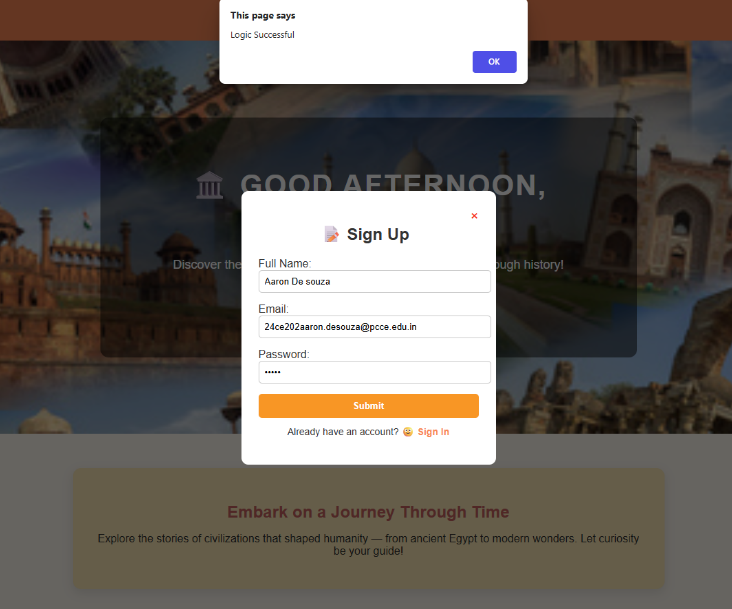 This page says
Logic Successful
OK
GOOD AFTERNOON,
Sign Up
Discover the
ough history!
Full Name:
Aaron De souza
Email:
24ce202aaron.desouza@pcce.edu.in
Password:
•••••
Submit
Already have an account? 😀 Sign In
Embark on a Journey Through Time
Explore the stories of civilizations that shaped humanity — from ancient Egypt to modern wonders. Let curiosity
be your guide!